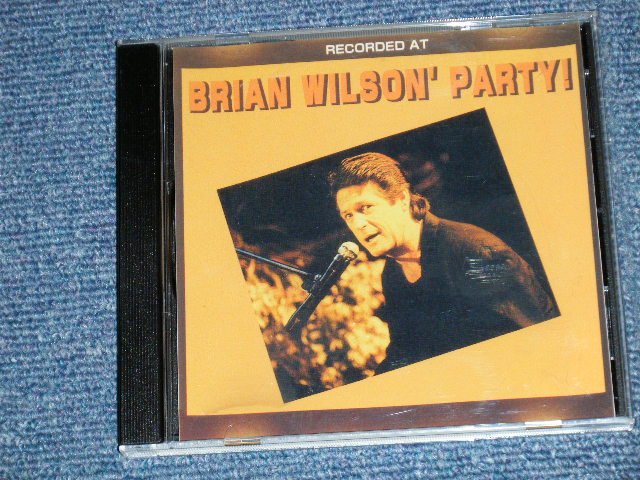 RECORDED AT
BRIAN WILSON' PARTY!